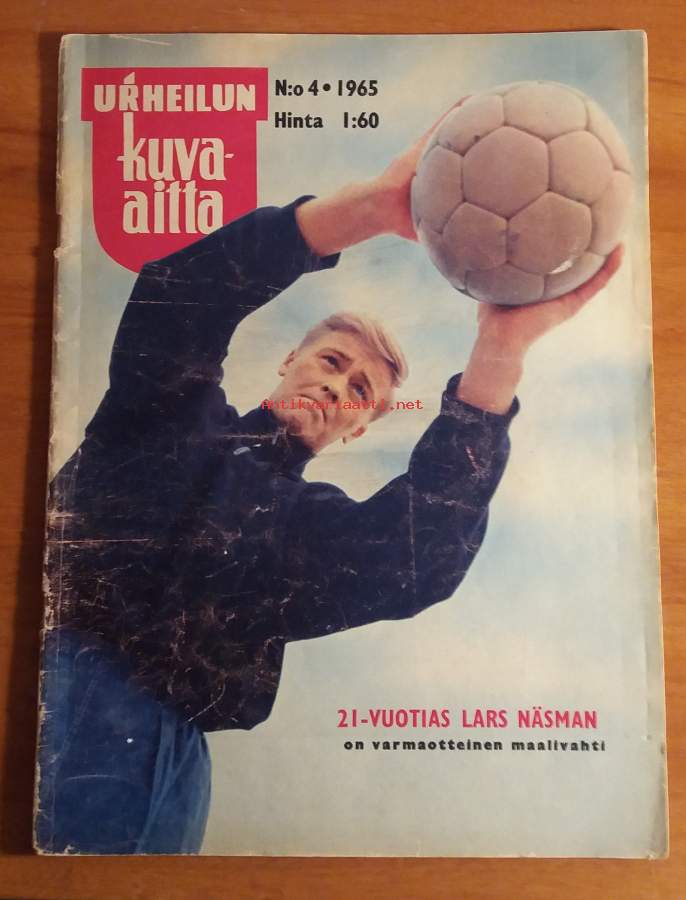 URHEILUN
kuva-
aitta
N:o 4 • 1965
Hinta 1:60
antikvariaatti.net
21-VUOTIAS LARS NÄSMAN
on varmaotteinen maalivahti